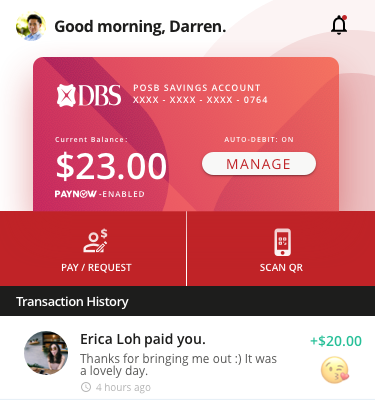 Good morning, Darren.
DBS
POSB SAVINGS ACCOUNT
XXXX - XXXX - XXXX - 0764
Current Balance:
AUTO-DEBIT: ON
$23.00
MANAGE
PAYNOW-ENABLED
PAY / REQUEST
SCAN QR
Transaction History
Erica Loh paid you.
+$20.00
Thanks for bringing me out :) It was
a lovely day.
4 hours ago